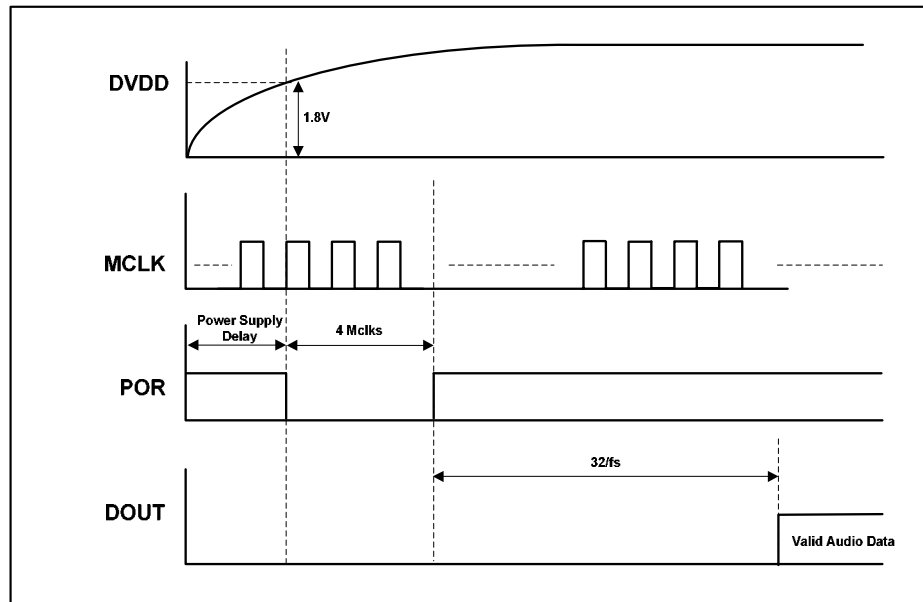 DVDD
1.8V
MCLK
Power Supply
Delay
4 Mclks
POR
32/fs
DOUT
Valid Audio Data